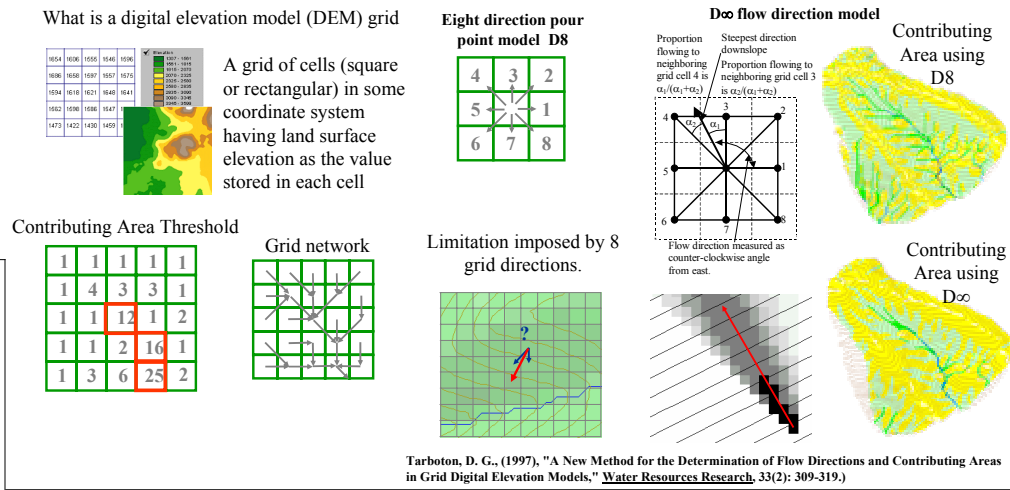 What is a digital elevation model (DEM) grid
1654 1606 1555 1546 1596
1686 1658 1597 1557 1575
1594 1618 1621 1648 1641
1562 1596 1586 1547
1473 1422 1430 1459
Elevation
A grid of cells (square
or rectangular) in some
coordinate system
having land surface
elevation as the value
stored in each cell
Eight direction pour
point model D8
4 3 2
5 1
6 7 8
D∞ flow direction model
Proportion
flowing to
neighboring
grid cell 4 is
α1/(α1+α2)
Steepest direction
downslope
Proportion flowing to
neighboring grid cell 3
is α2/(α1+α2)
3
4 2
α2 α1
5 1
6 8
7
Flow direction measured as
counter-clockwise angle
from east.
Contributing
Area using
D8
Contributing Area Threshold
1 1 1 1 1
1 4 3 3 1
1 1 12 1 2
1 1 2 16 1
1 3 6 25 2
Grid network
Limitation imposed by 8
grid directions.
?
Contributing
Area using
D∞
Tarboton, D. G., (1997), "A New Method for the Determination of Flow Directions and Contributing Areas
in Grid Digital Elevation Models," Water Resources Research, 33(2): 309-319.)